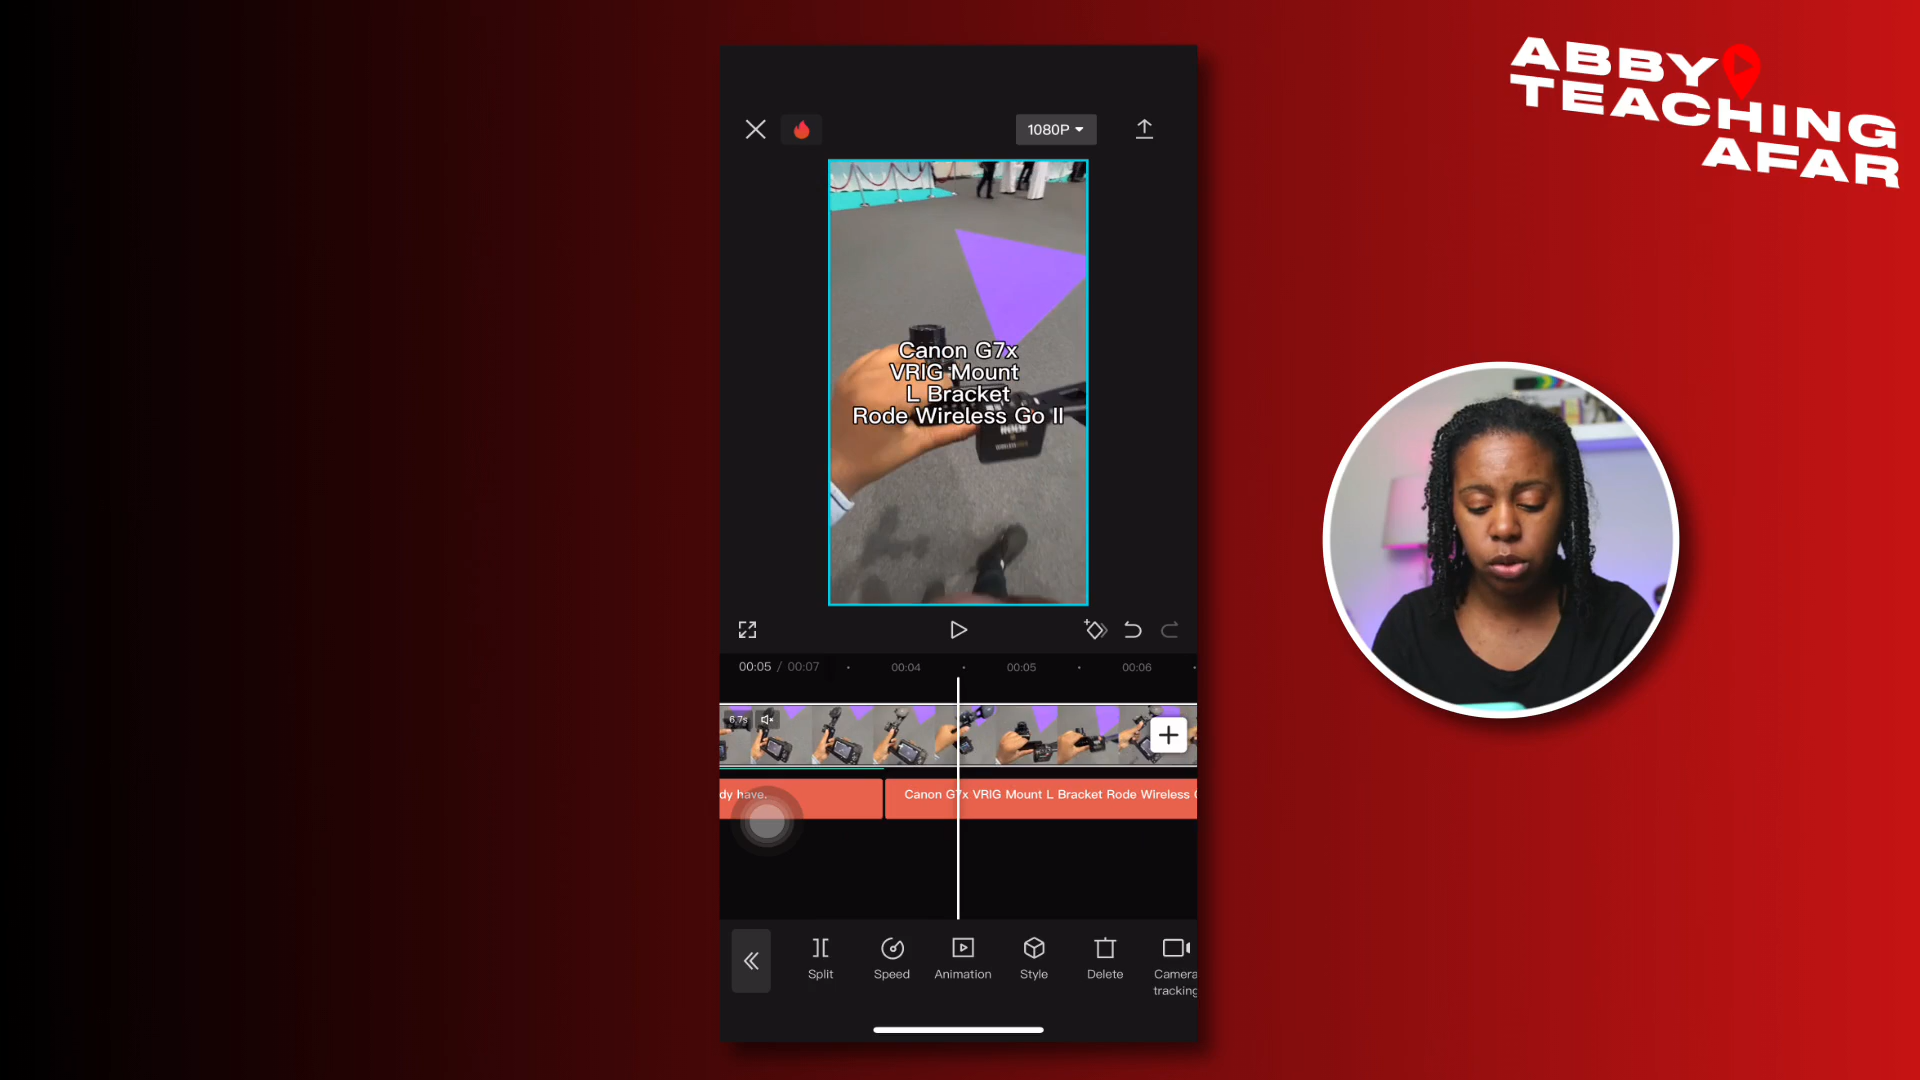 ABBY
TEACHING
AFAR
1080P
Canon G7x
VRIG Mount
L Bracket
Rode Wireless Go II
RODE
00:05 / 00:07
00:04
00:05
00:06
6.7s
dy have.
Canon G7x VRIG Mount L Bracket Rode Wireless
Split
Speed
Animation
Style
Delete
Camera
tracking